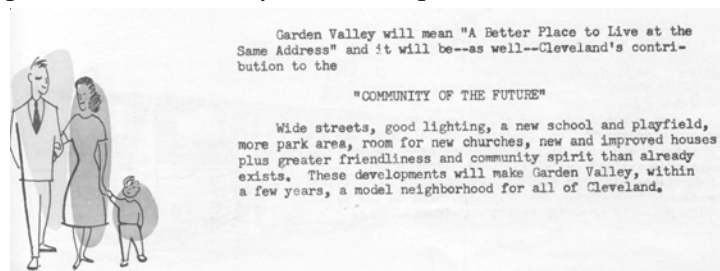 Garden Valley will mean "A Better Place to Live at the
Same Address" and it will be--as well--Cleveland's contri-
bution to the
"COMMUNITY OF THE FUTURE"
Wide streets, good lighting, a new school and playfield,
more park area, room for new churches, new and improved houses
plus greater friendliness and community spirit than already
exists. These developments will make Garden Valley, within
a few years, a model neighborhood for all of Cleveland.